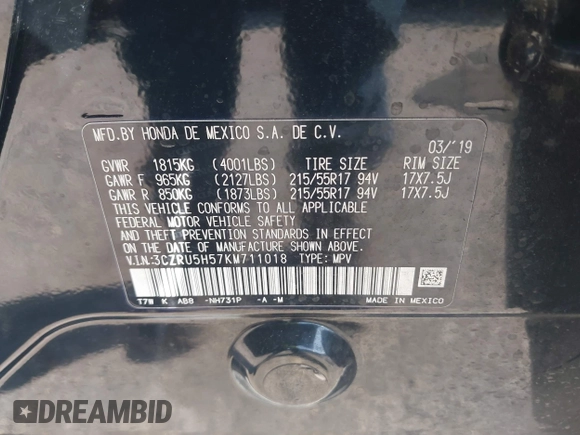 MFD.BY HONDA DE MEXICO S.A. DE C.V.
03/'19
GVWR 1815KG (4001LBS) TIRE SIZE RIM SIZE
GAWR F 965KG (2127LBS) 215/55R17 94V 17X7.5J
GAWR R 850KG (1873LBS) 215/55R17 94V 17X7.5J
THIS VEHICLE CONFORMS TO ALL APPLICABLE
FEDERAL MOTOR VEHICLE SAFETY, BUMPER,
AND THEFT PREVENTION STANDARDS IN EFFECT
ON THE DATE OF MANUFACTURE SHOWN ABOVE.
V.I.N.:3CZRU5H57KM711018 TYPE: MPV
T7W K ABB -NH731P -A -M MADE IN MEXICO
DREAMBID